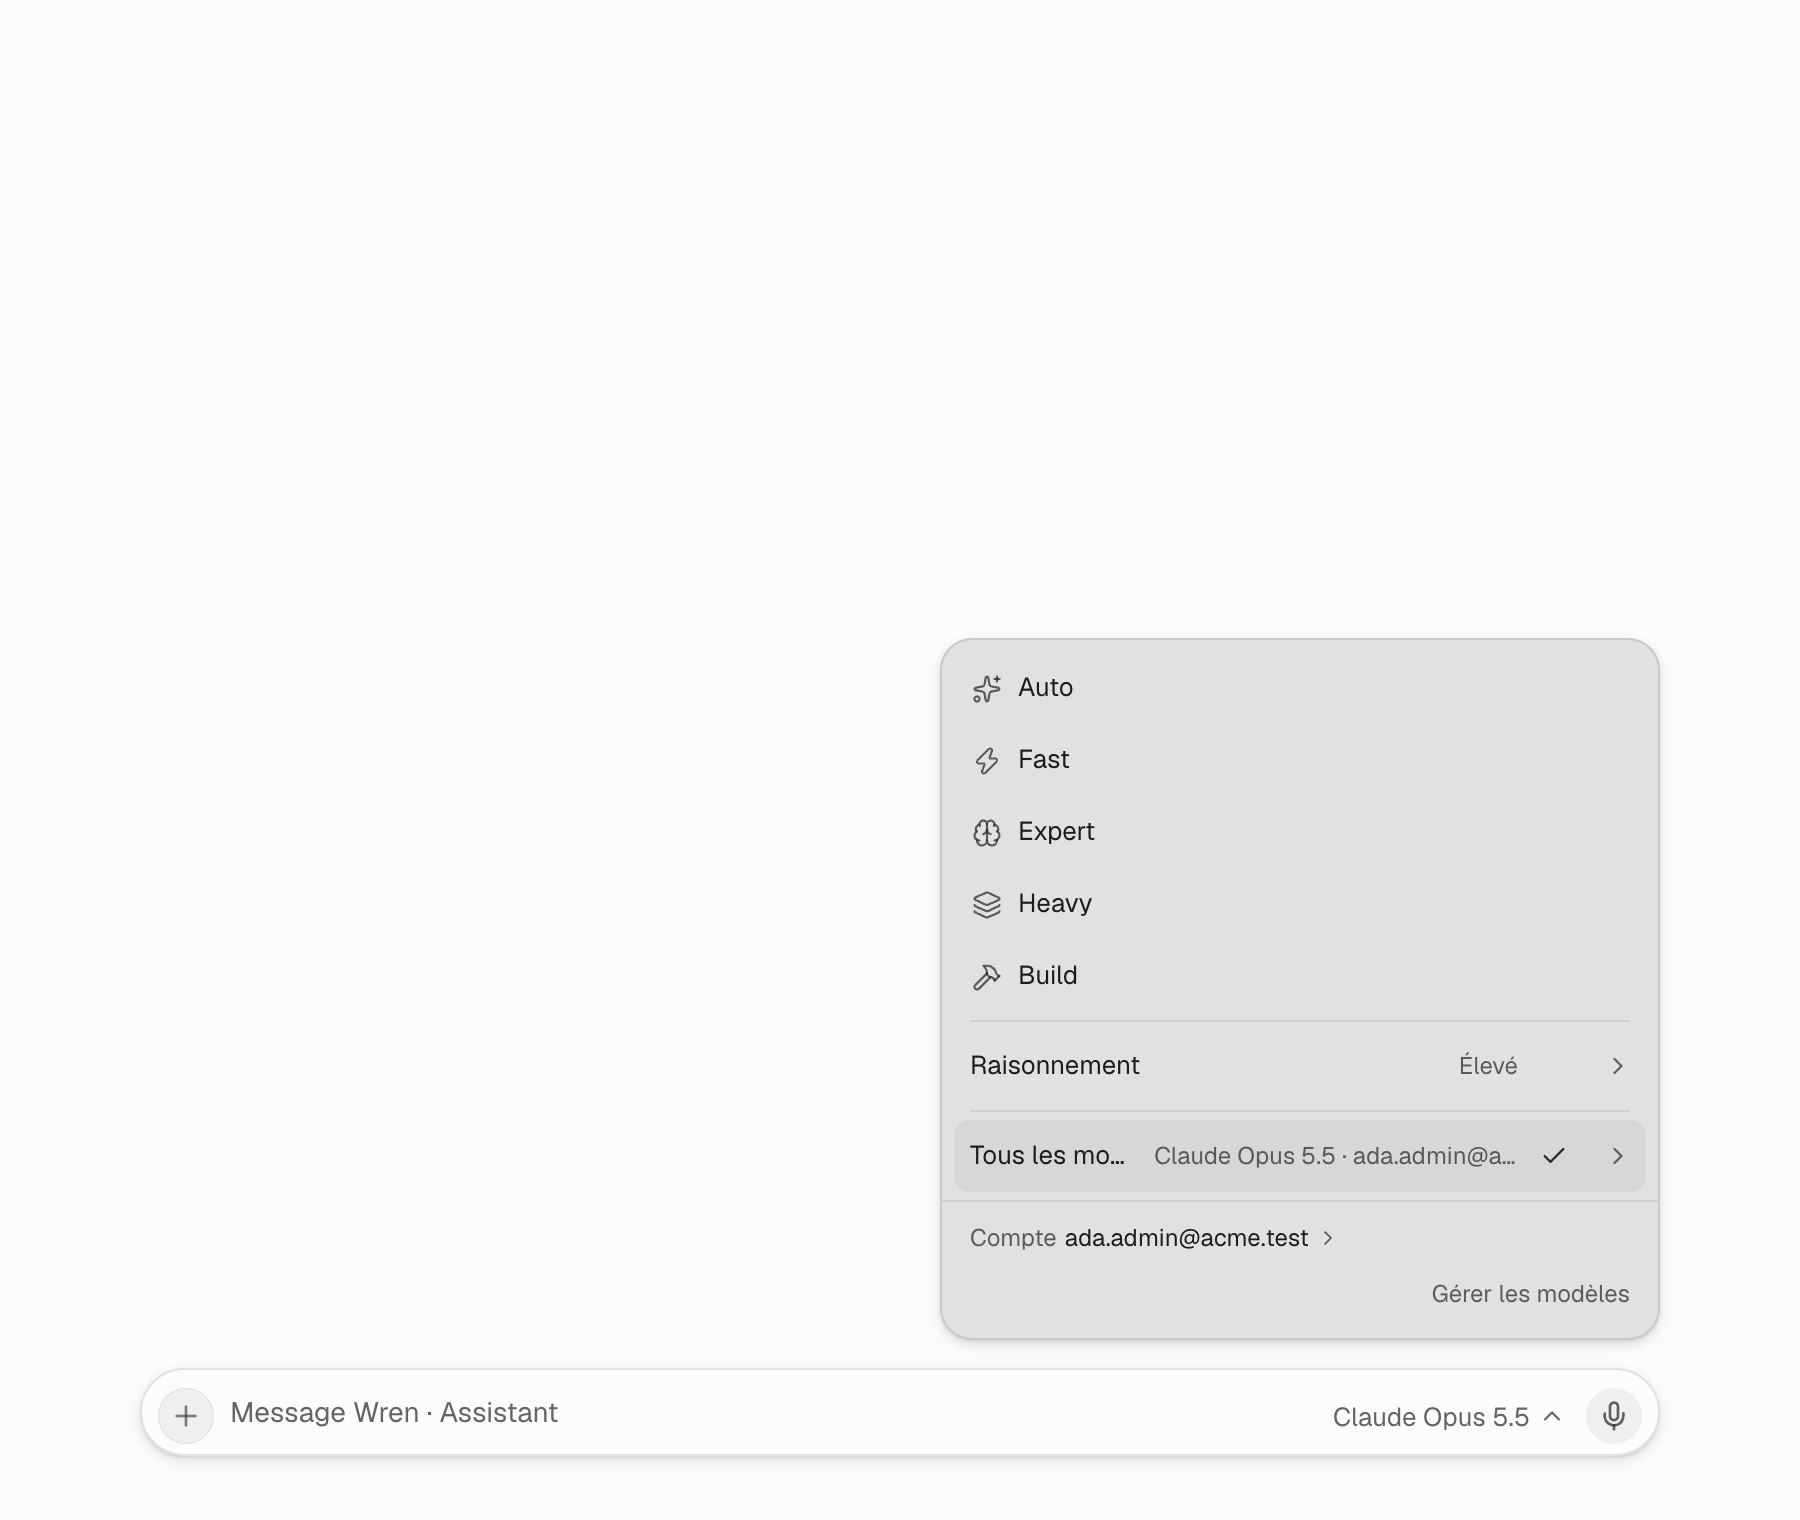 Auto
Fast
Expert
Heavy
Build
Raisonnement Élevé
Tous les mo... Claude Opus 5.5 · ada.admin@a...
Compte ada.admin@acme.test
Gérer les modèles
Message Wren · Assistant Claude Opus 5.5